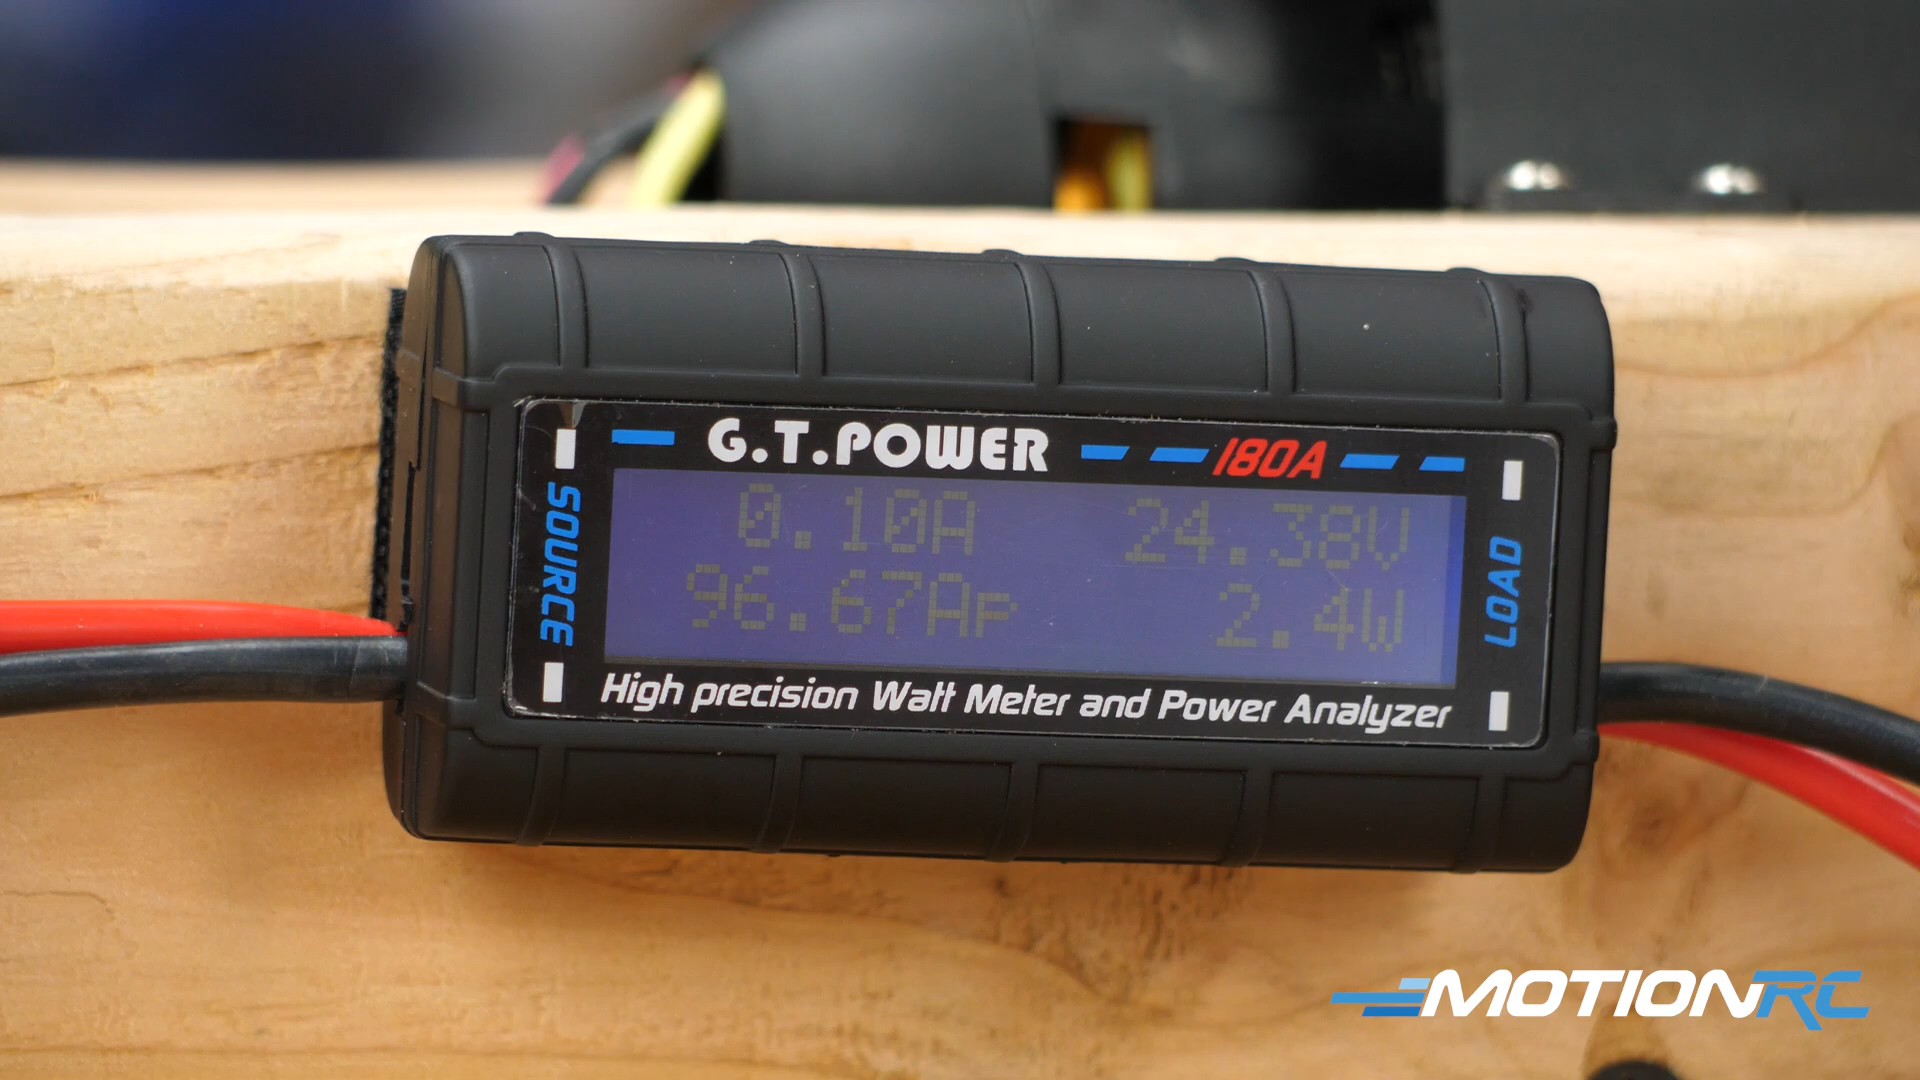 G.T.POWER 180A
SOURCE
0.10A 24.38V
96.67Ap 2.4W
LOAD
High precision Watt Meter and Power Analyzer
MOTIONRC